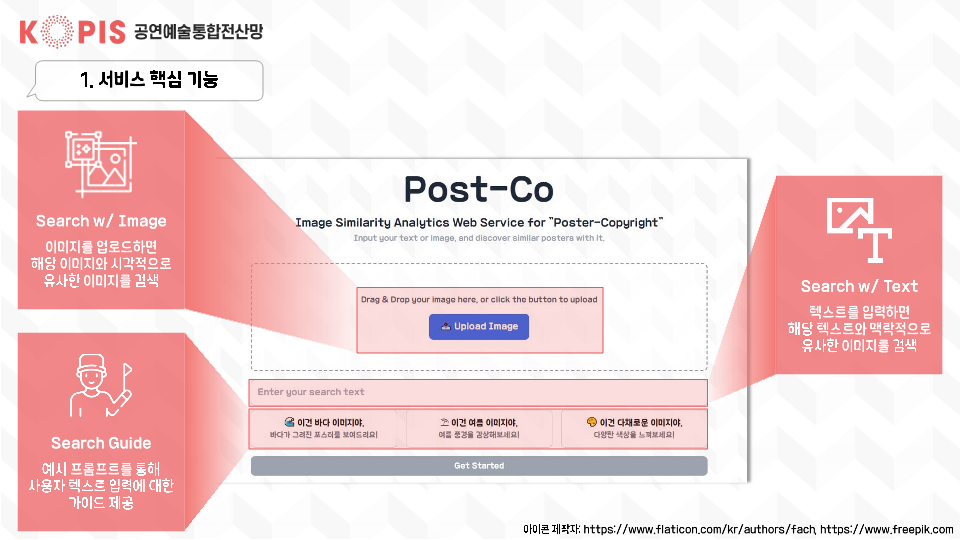 KOPIS 공연예술통합전산망
1. 서비스 핵심 기능
Search w/ Image
이미지를 업로드하면
해당 이미지와 시각적으로
유사한 이미지를 검색
Search Guide
예시 프롬프트를 통해
사용자 텍스트 입력에 대한
가이드 제공
Post-Co
Image Similarity Analytics Web Service for "Poster-Copyright"
Input your text or image, and discover similar posters with it.
Drag & Drop your image here, or click the button to upload
Upload Image
Enter your search text
이건 바다 이미지야.
바다가 그려진 포스터를 보여드려요!
이건 여름 이미지야.
여름 풍경을 감상해보세요!
이건 다채로운 이미지야.
다양한 색상을 느껴보세요!
Get Started
Search w/ Text
텍스트를 입력하면
해당 텍스트와 맥락적으로
유사한 이미지를 검색
아이콘 제작자: https://www.flaticon.com/kr/authors/fach, https://www.freepik.com